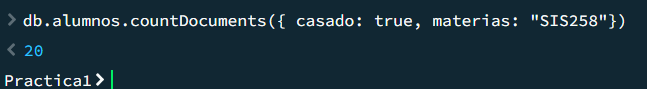 > db.alumnos.countDocuments({ casado: true, materias: "SIS258"})
< 20
Practica1>